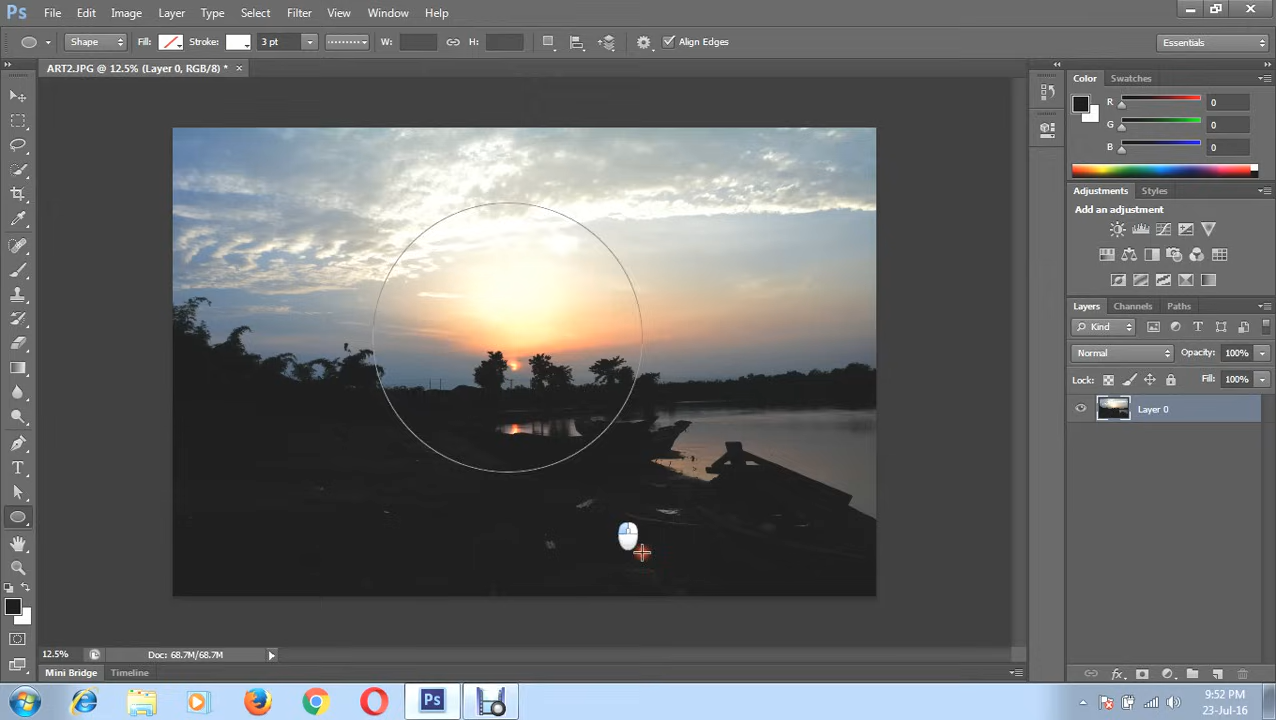 Ps File Edit Image Layer Type Select Filter View Window Help
Shape Fill: Stroke: 3 pt W: H: Align Edges Essentials
ART2.JPG @ 12.5% (Layer 0, RGB/8) * ×
Color Swatches
R 0
G 0
B 0
Adjustments Styles
Add an adjustment
Layers Channels Paths
Kind
Normal Opacity: 100%
Lock: Fill: 100%
Layer 0
T
12.5% Doc: 68.7M/68.7M
Mini Bridge Timeline
Ps
9:52 PM
23-Jul-16